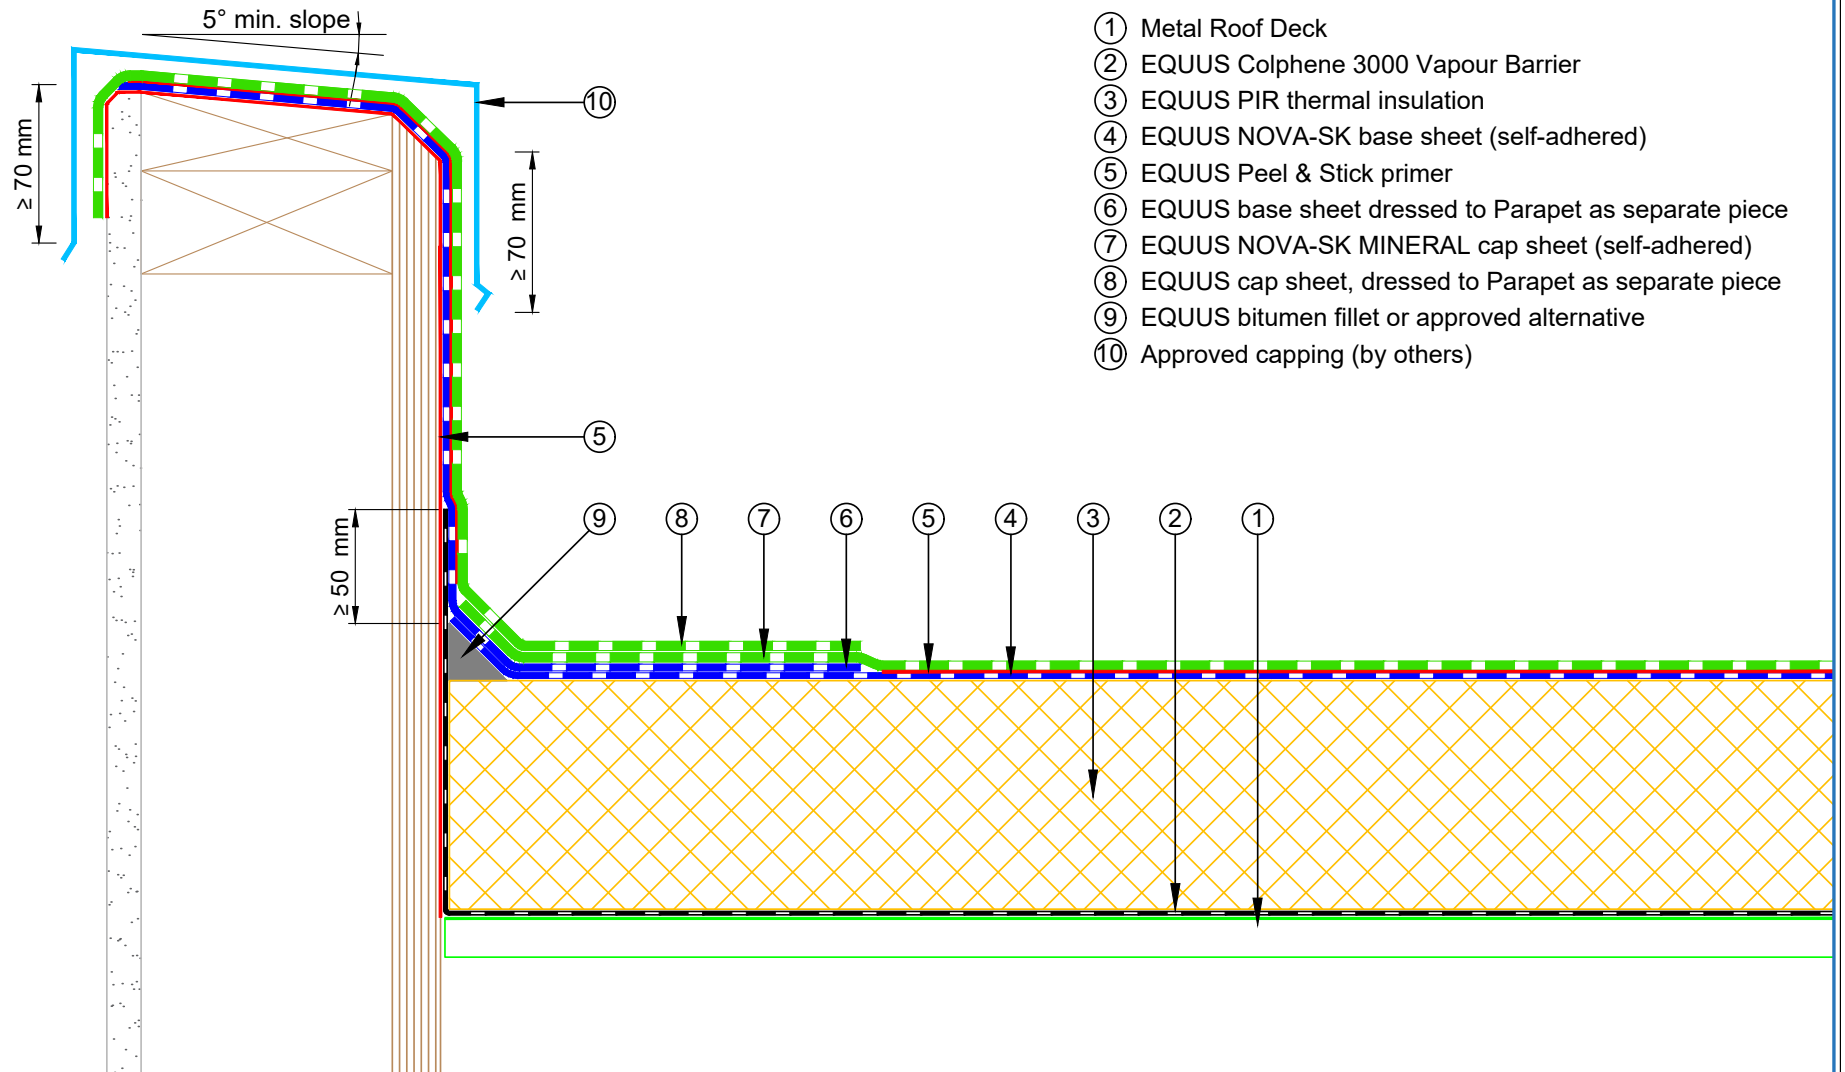 5° min. slope
① Metal Roof Deck
② EQUUS Colphene 3000 Vapour Barrier
③ EQUUS PIR thermal insulation
④ EQUUS NOVA-SK base sheet (self-adhered)
⑤ EQUUS Peel & Stick primer
⑥ EQUUS base sheet dressed to Parapet as separate piece
⑦ EQUUS NOVA-SK MINERAL cap sheet (self-adhered)
⑧ EQUUS cap sheet, dressed to Parapet as separate piece
⑨ EQUUS bitumen fillet or approved alternative
⑩ Approved capping (by others)
⑩
≥ 70 mm
≥ 70 mm
⑤
≥ 50 mm
⑨ ⑧ ⑦ ⑥ ⑤ ④ ③ ② ①